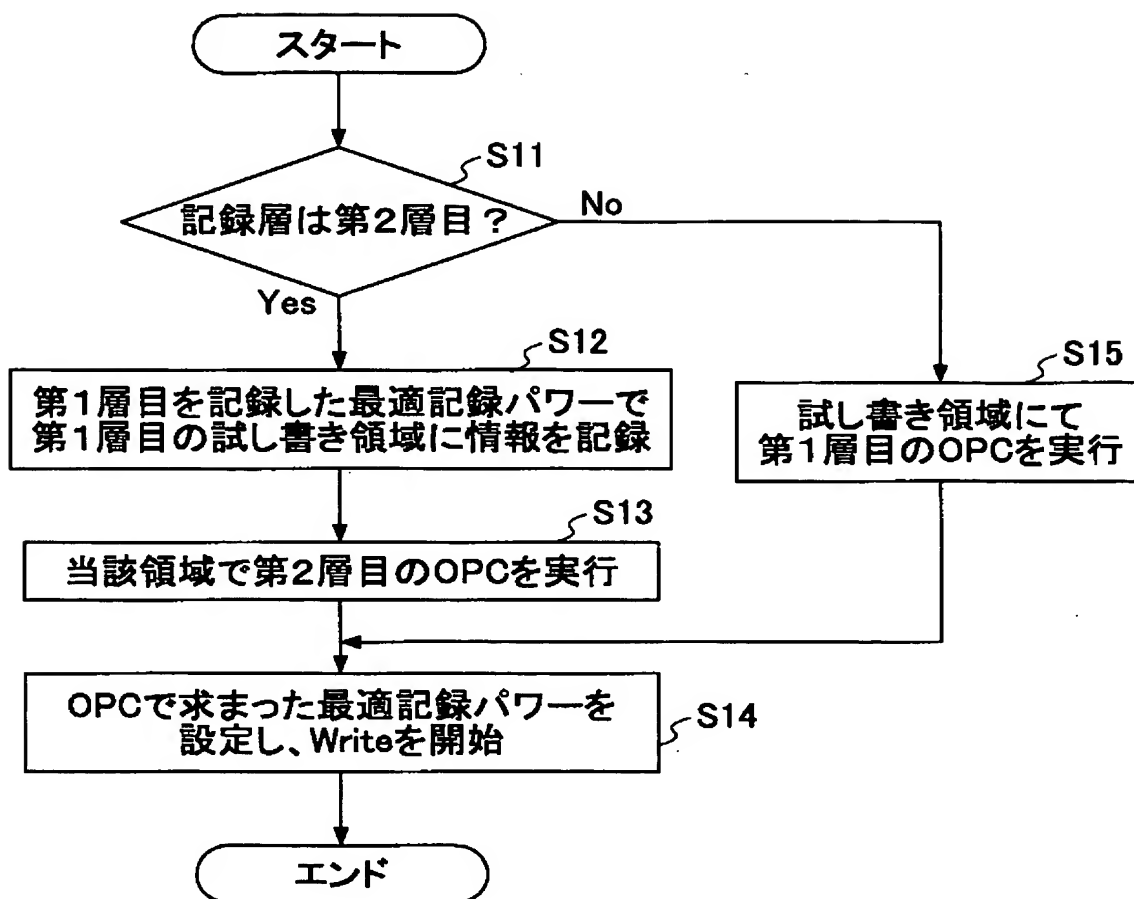 スタート
S11
記録層は第2層目?
No
Yes
S12
第1層目を記録した最適記録パワーで
第1層目の試し書き領域に情報を記録
S15
試し書き領域にて
第1層目のOPCを実行
S13
当該領域で第2層目のOPCを実行
OPCで求まった最適記録パワーを
設定し、Writeを開始
S14
エンド